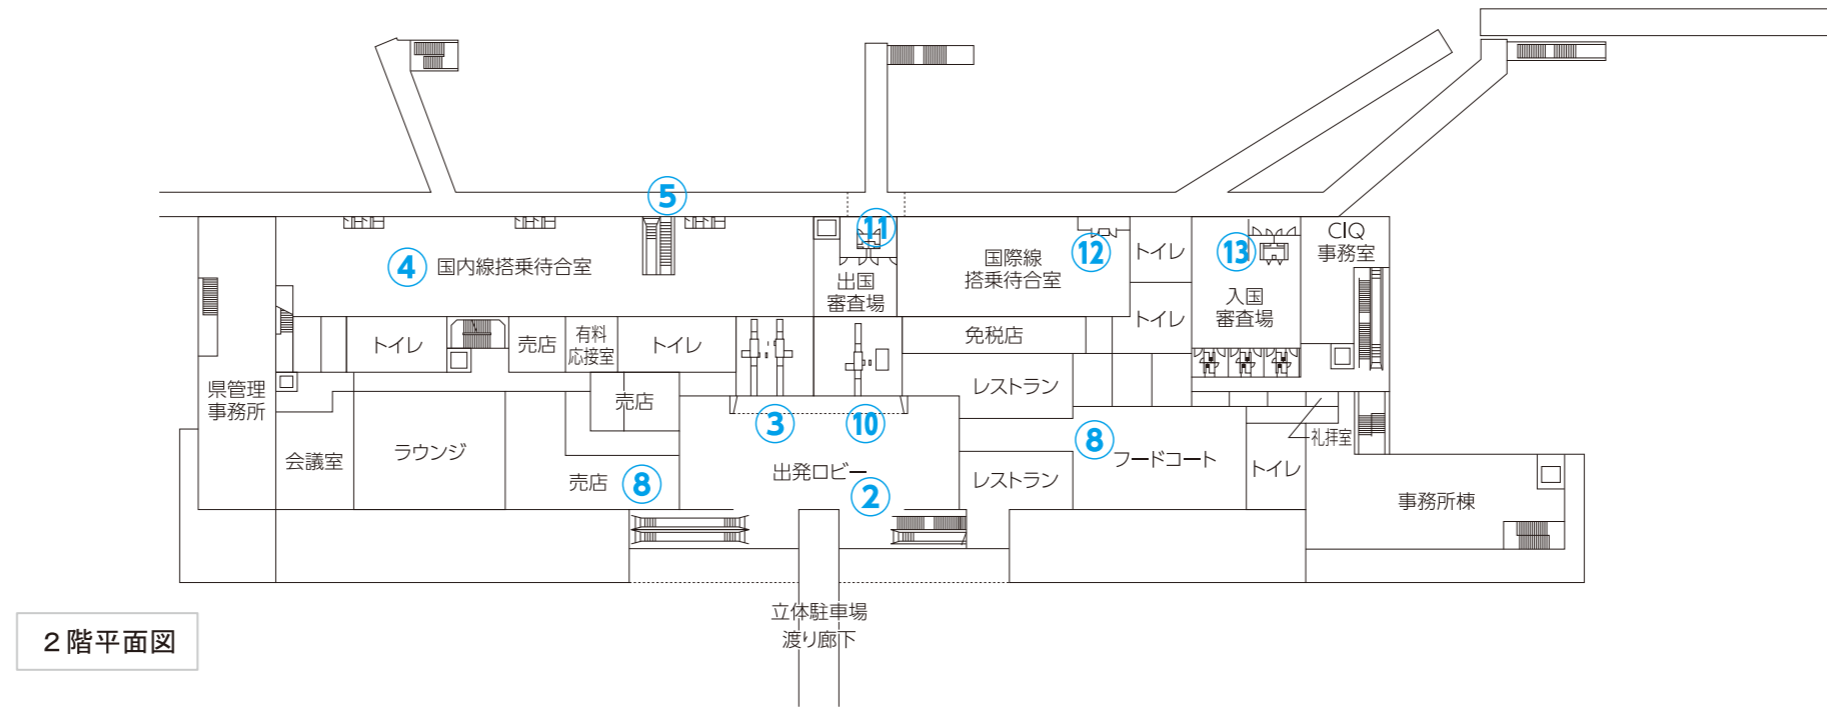 ⑤
⑪
④ 国内線搭乗待合室
出国
審査場
国際線
搭乗待合室
⑫
トイレ
⑬
入国
審査場
CIQ
事務室
トイレ
売店
有料
応接室
トイレ
免税店
トイレ
県管理
事務所
会議室
ラウンジ
売店
売店 ⑧
③
⑩
出発ロビー
②
レストラン
レストラン
⑧
フードコート
トイレ
礼拝室
事務所棟
立体駐車場
渡り廊下
2階平面図